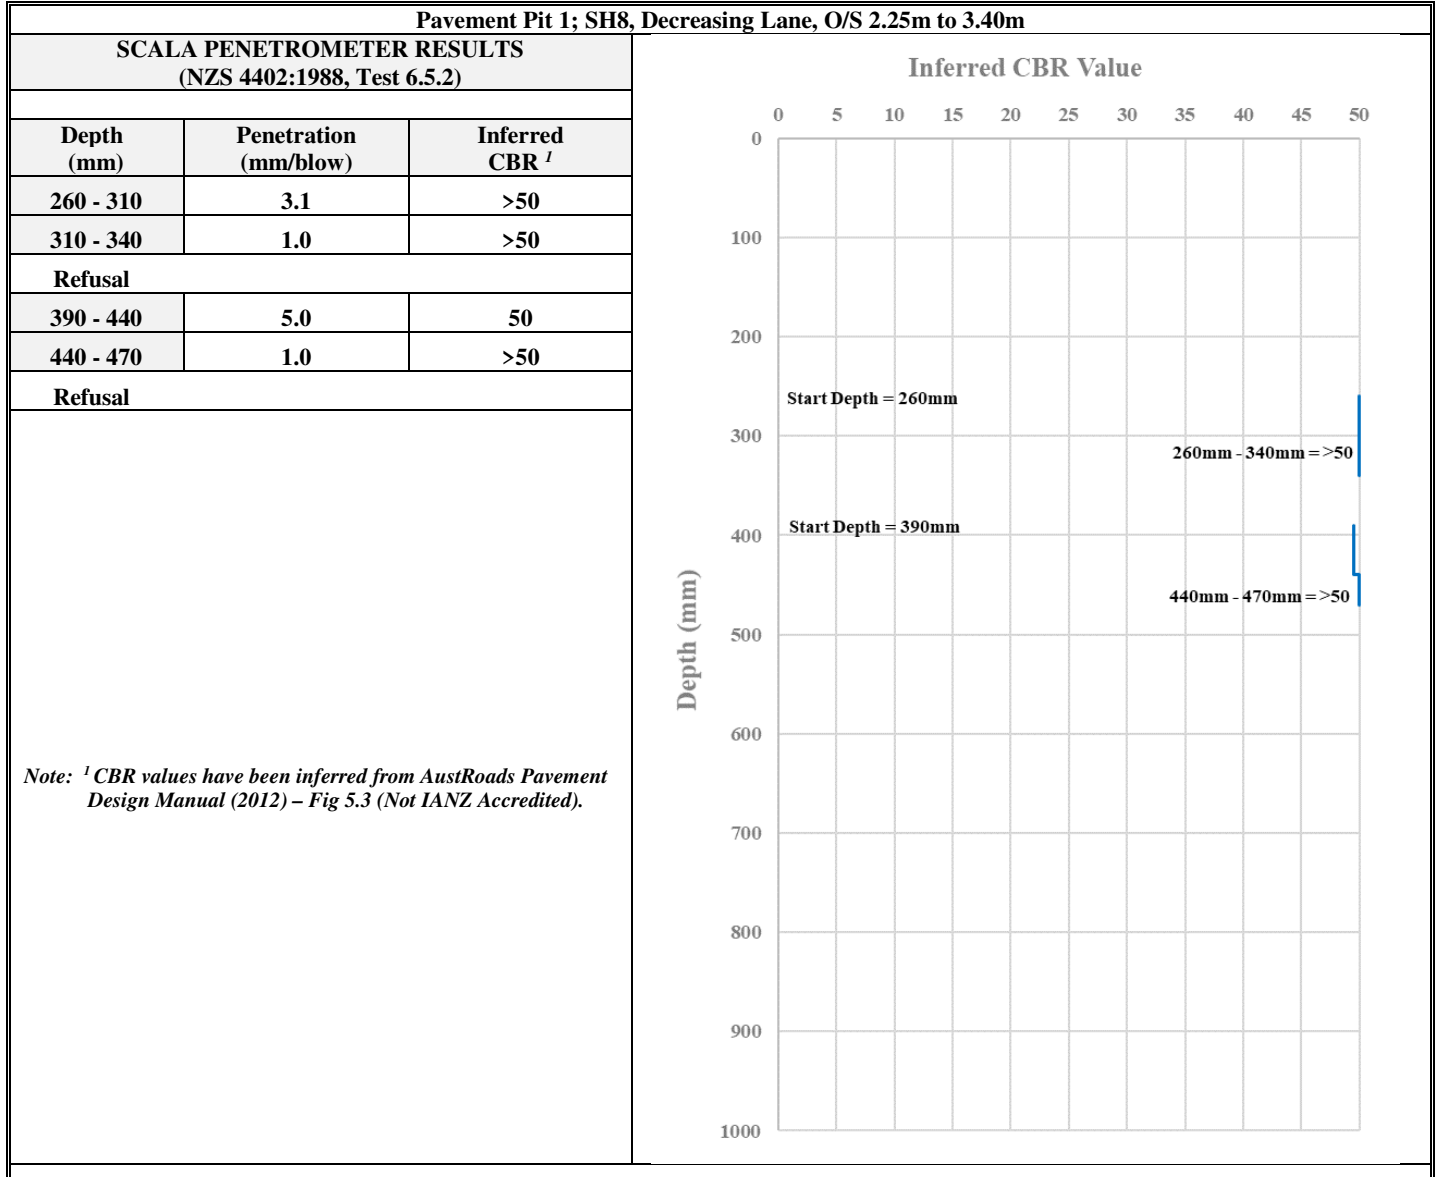 Pavement Pit 1; SH8, Decreasing Lane, O/S 2.25m to 3.40m
SCALA PENETROMETER RESULTS
(NZS 4402:1988, Test 6.5.2)
Depth (mm) Penetration (mm/blow) Inferred CBR 1
260 - 310 3.1 >50
310 - 340 1.0 >50
Refusal
390 - 440 5.0 50
440 - 470 1.0 >50
Refusal
Note: 1 CBR values have been inferred from AustRoads Pavement
Design Manual (2012) – Fig 5.3 (Not IANZ Accredited).
Inferred CBR Value
0 5 10 15 20 25 30 35 40 45 50
0
100
200
Start Depth = 260mm
300
260mm - 340mm = >50
Start Depth = 390mm
400
440mm - 470mm = >50
500
600
700
800
900
1000
Depth (mm)